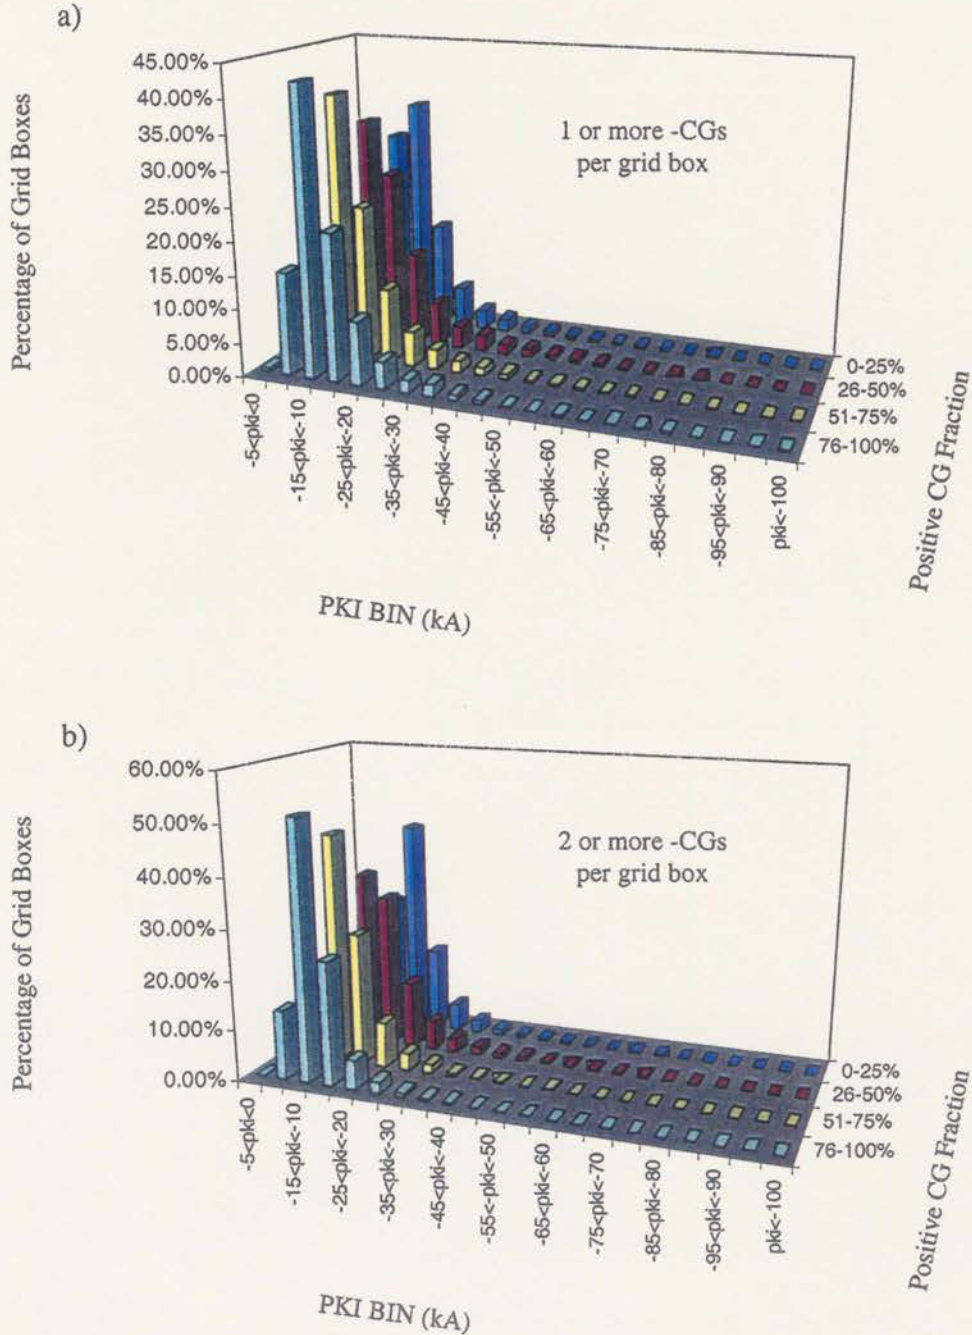 a)
45.00%
40.00%
35.00%
30.00%
25.00%
20.00%
15.00%
10.00%
5.00%
0.00%
Percentage of Grid Boxes
1 or more -CGs
per grid box
0-25%
26-50%
51-75%
76-100%
Positive CG Fraction
-5<pki<0
-15<pki<-10
-25<pki<-20
-35<pki<-30
-45<pki<-40
-55<-pki<-50
-65<pki<-60
-75<pki<-70
-85<pki<-80
-95<pki<-90
pki<-100
PKI BIN (kA)
b)
60.00%
50.00%
40.00%
30.00%
20.00%
10.00%
0.00%
Percentage of Grid Boxes
2 or more -CGs
per grid box
0-25%
26-50%
51-75%
76-100%
Positive CG Fraction
-5<pki<0
-15<pki<-10
-25<pki<-20
-35<pki<-30
-45<pki<-40
-55<-pki<-50
-65<pki<-60
-75<pki<-70
-85<pki<-80
-95<pki<-90
pki<-100
PKI BIN (kA)